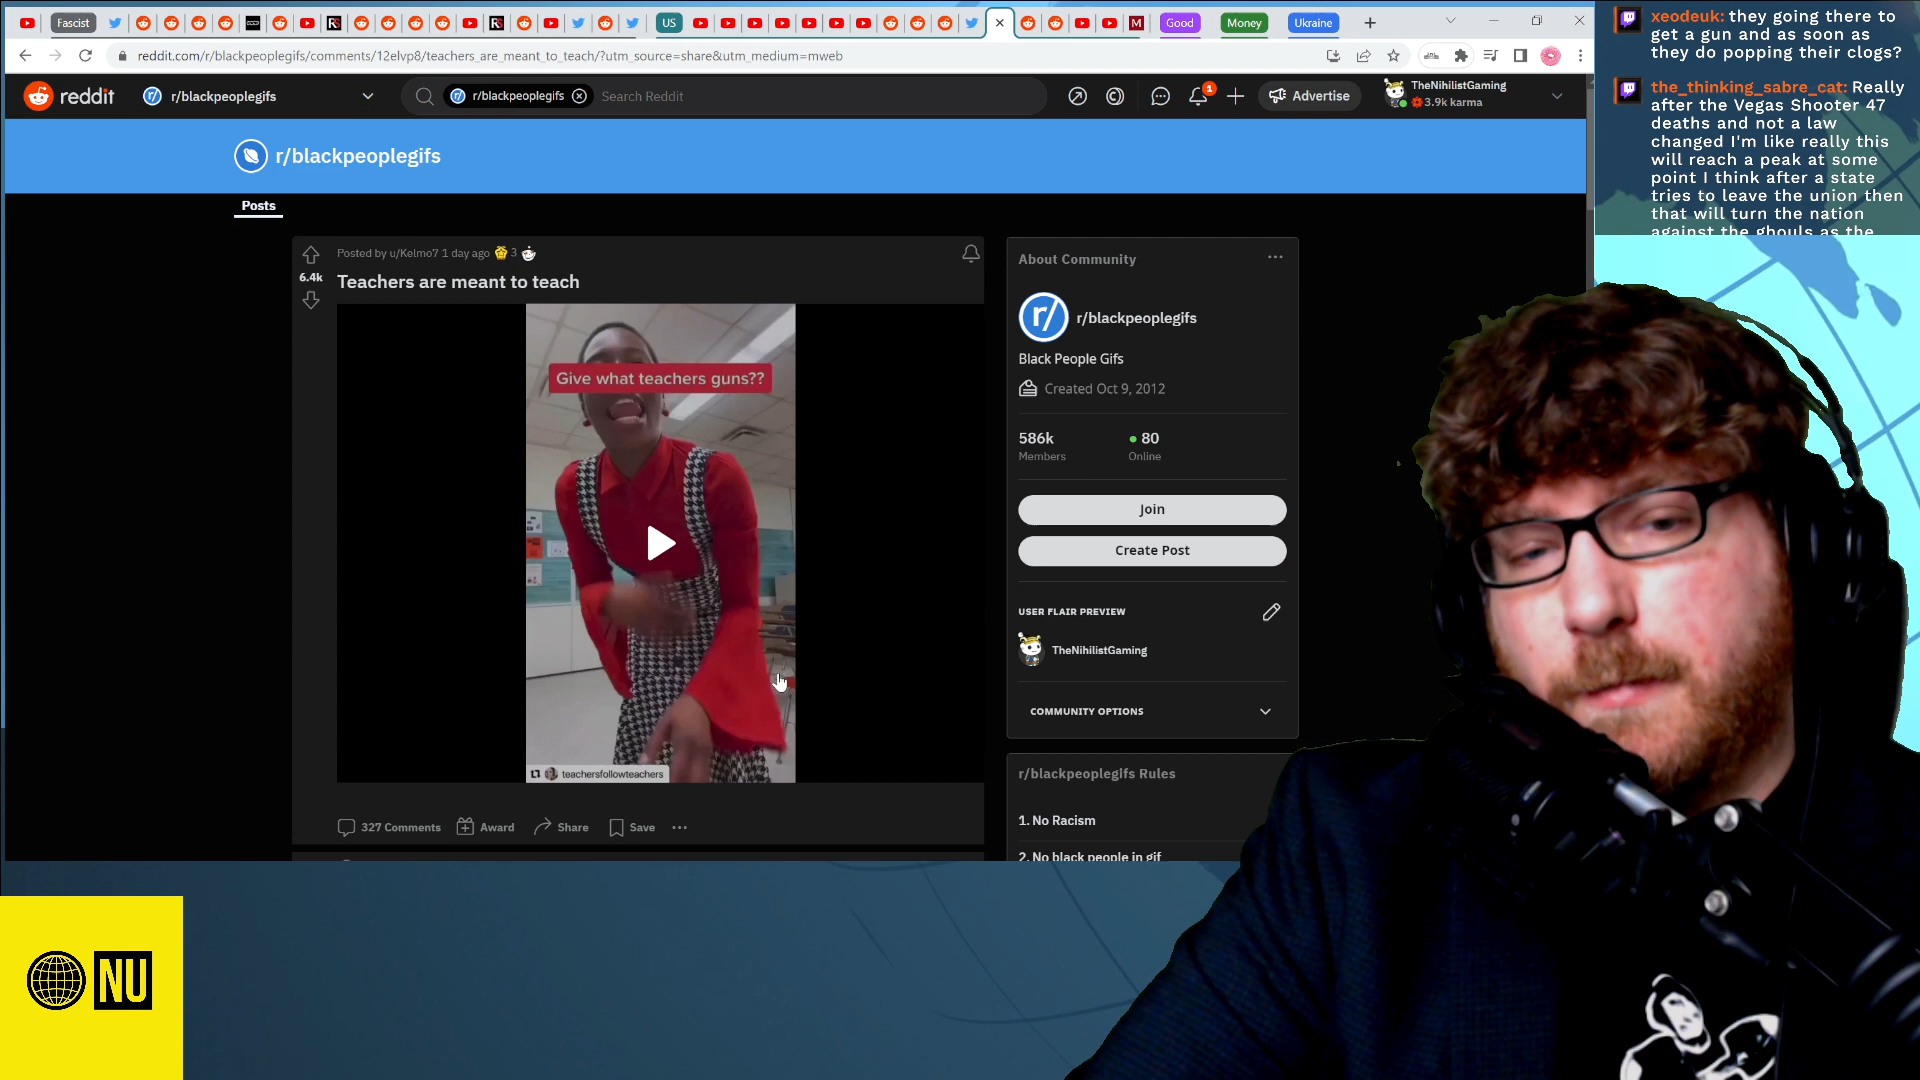 Fascist
US
Good
Money
Ukraine
reddit.com/r/blackpeoplegifs/comments/12elvp8/teachers_are_meant_to_teach/?utm_source=share&utm_medium=mweb
reddit
r/blackpeoplegifs
r/blackpeoplegifs
Search Reddit
1
Advertise
TheNihilistGaming
3.9k karma
r/blackpeoplegifs
Posts
Posted by u/Kelmo7 1 day ago
3
6.4k
Teachers are meant to teach
Give what teachers guns??
teachersfollowteachers
327 Comments
Award
Share
Save
About Community
r/
r/blackpeoplegifs
Black People Gifs
Created Oct 9, 2012
586k
80
Members
Online
Join
Create Post
USER FLAIR PREVIEW
TheNihilistGaming
COMMUNITY OPTIONS
r/blackpeoplegifs Rules
1. No Racism
2. No black people in gif
xeodeuk: they going there to
get a gun and as soon as
they do popping their clogs?
the_thinking_sabre_cat: Really
after the Vegas Shooter 47
deaths and not a law
changed I'm like really this
will reach a peak at some
point I think after a state
tries to leave the union then
that will turn the nation
against the ghouls as the
NU